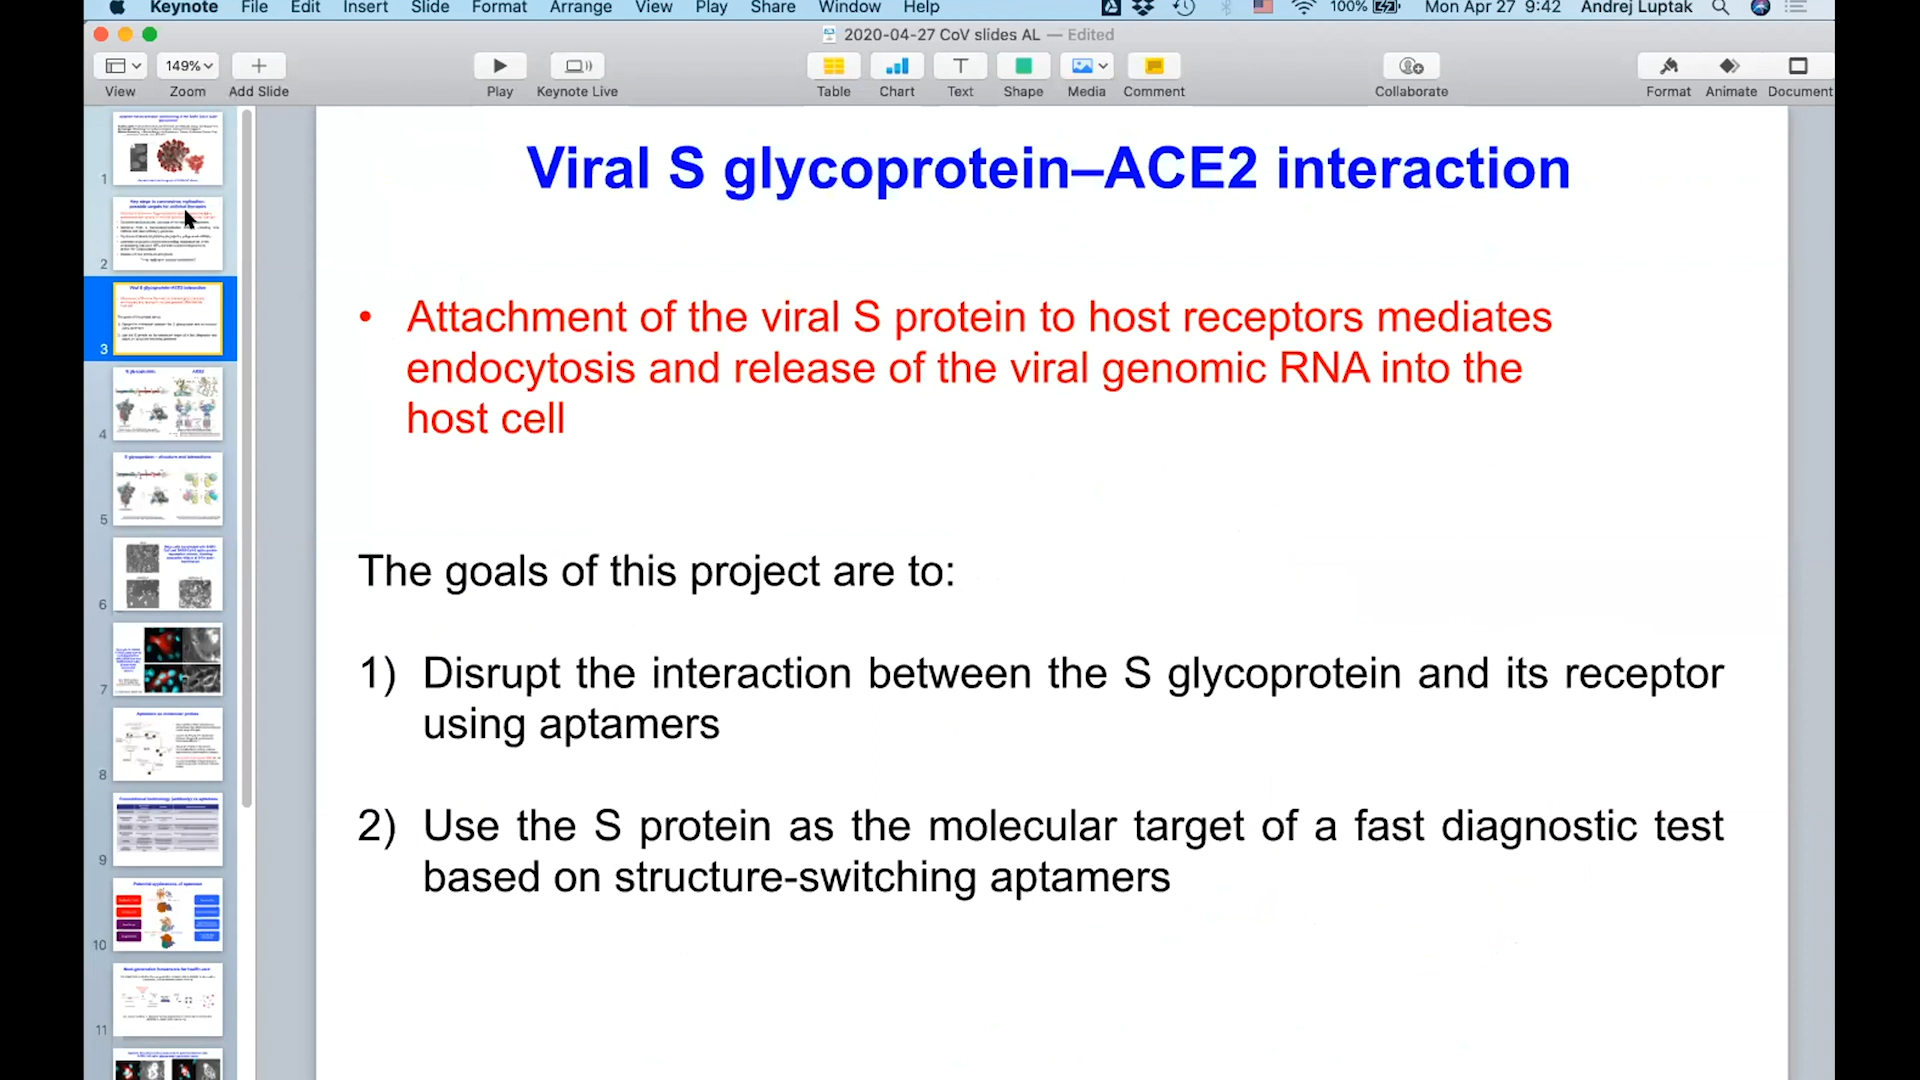 Keynote File Edit Insert Slide Format Arrange View Play Share Window Help 100% Mon Apr 27 9:42 Andrej Luptak
2020-04-27 CoV slides AL — Edited
149%
View Zoom Add Slide Play Keynote Live Table Chart Text Shape Media Comment Collaborate Format Animate Document
Viral S glycoprotein–ACE2 interaction
• Attachment of the viral S protein to host receptors mediates
endocytosis and release of the viral genomic RNA into the
host cell
The goals of this project are to:
1) Disrupt the interaction between the S glycoprotein and its receptor
using aptamers
2) Use the S protein as the molecular target of a fast diagnostic test
based on structure-switching aptamers
1
2
3
4
5
6
7
8
9
10
11